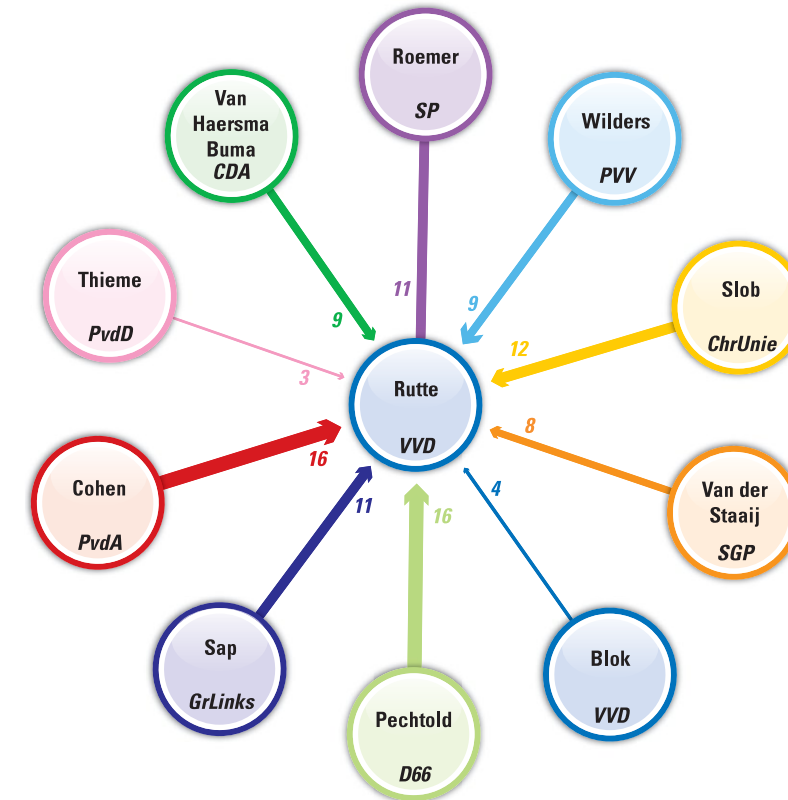 Roemer
SP
Van
Haersma
Buma
CDA
Wilders
PVV
Thieme
PvdD
Slob
ChrUnie
11
9
9
12
3
Rutte
VVD
Cohen
PvdA
16
8
Van der
Staaij
SGP
11
16
4
Sap
GrLinks
Pechtold
D66
Blok
VVD